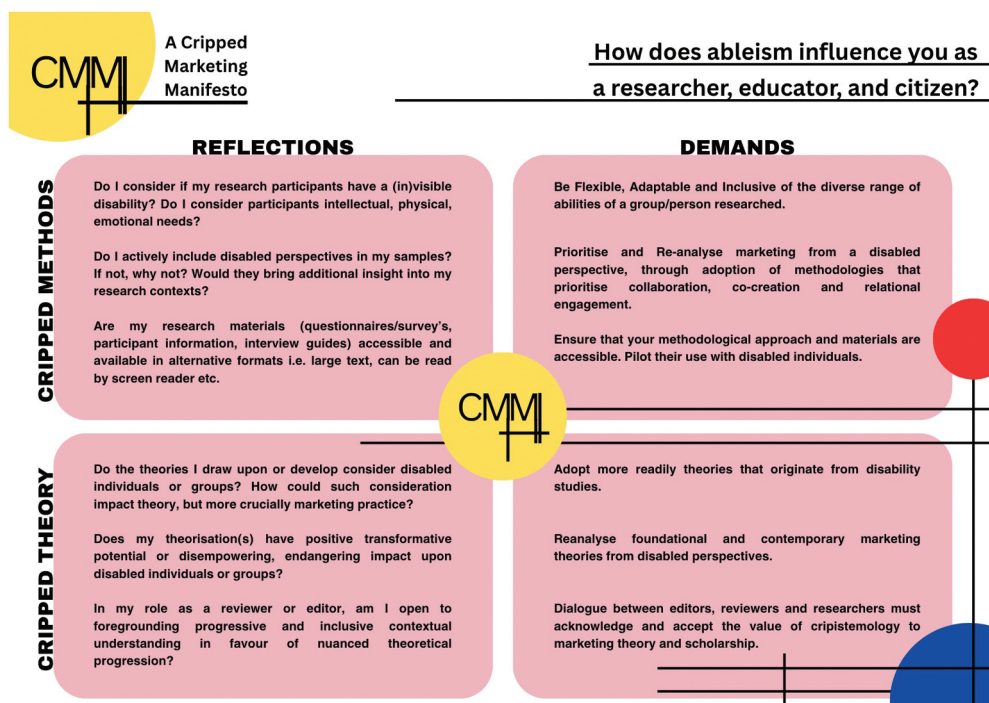 CMM
A Cripped
Marketing
Manifesto
How does ableism influence you as
a researcher, educator, and citizen?
REFLECTIONS
DEMANDS
CRIPPED METHODS
Do I consider if my research participants have a (in)visible
disability? Do I consider participants intellectual, physical,
emotional needs?
Do I actively include disabled perspectives in my samples?
If not, why not? Would they bring additional insight into my
research contexts?
Are my research materials (questionnaires/survey's,
participant information, interview guides) accessible and
available in alternative formats i.e. large text, can be read
by screen reader etc.
Be Flexible, Adaptable and Inclusive of the diverse range of
abilities of a group/person researched.
Prioritise and Re-analyse marketing from a disabled
perspective, through adoption of methodologies that
prioritise collaboration, co-creation and relational
engagement.
Ensure that your methodological approach and materials are
accessible. Pilot their use with disabled individuals.
CMM
CRIPPED THEORY
Do the theories I draw upon or develop consider disabled
individuals or groups? How could such consideration
impact theory, but more crucially marketing practice?
Does my theorisation(s) have positive transformative
potential or disempowering, endangering impact upon
disabled individuals or groups?
In my role as a reviewer or editor, am I open to
foregrounding progressive and inclusive contextual
understanding in favour of nuanced theoretical
progression?
Adopt more readily theories that originate from disability
studies.
Reanalyse foundational and contemporary marketing
theories from disabled perspectives.
Dialogue between editors, reviewers and researchers must
acknowledge and accept the value of cripistemology to
marketing theory and scholarship.